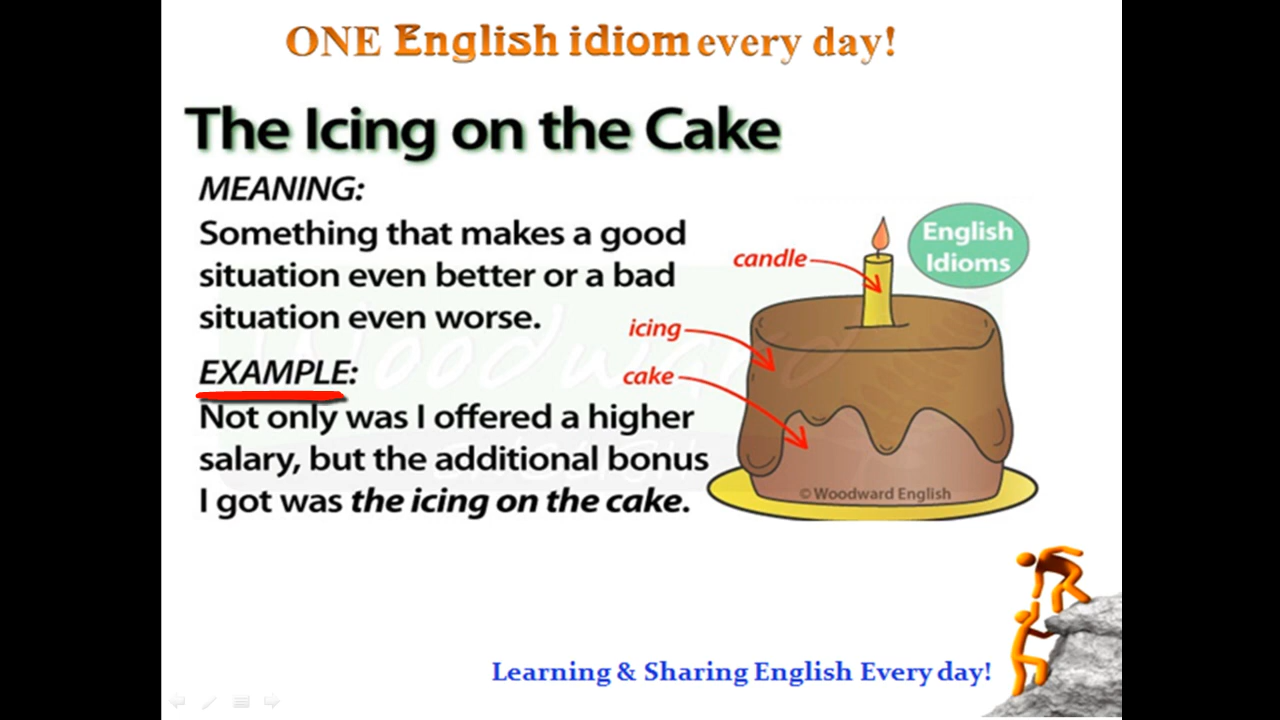 ONE English idiom every day!
The Icing on the Cake
MEANING:
Something that makes a good
situation even better or a bad
situation even worse.
EXAMPLE:
Not only was I offered a higher
salary, but the additional bonus
I got was the icing on the cake.
English
Idioms
candle
icing
cake
© Woodward English
Woodward
ENGLISH
Learning & Sharing English Every day!